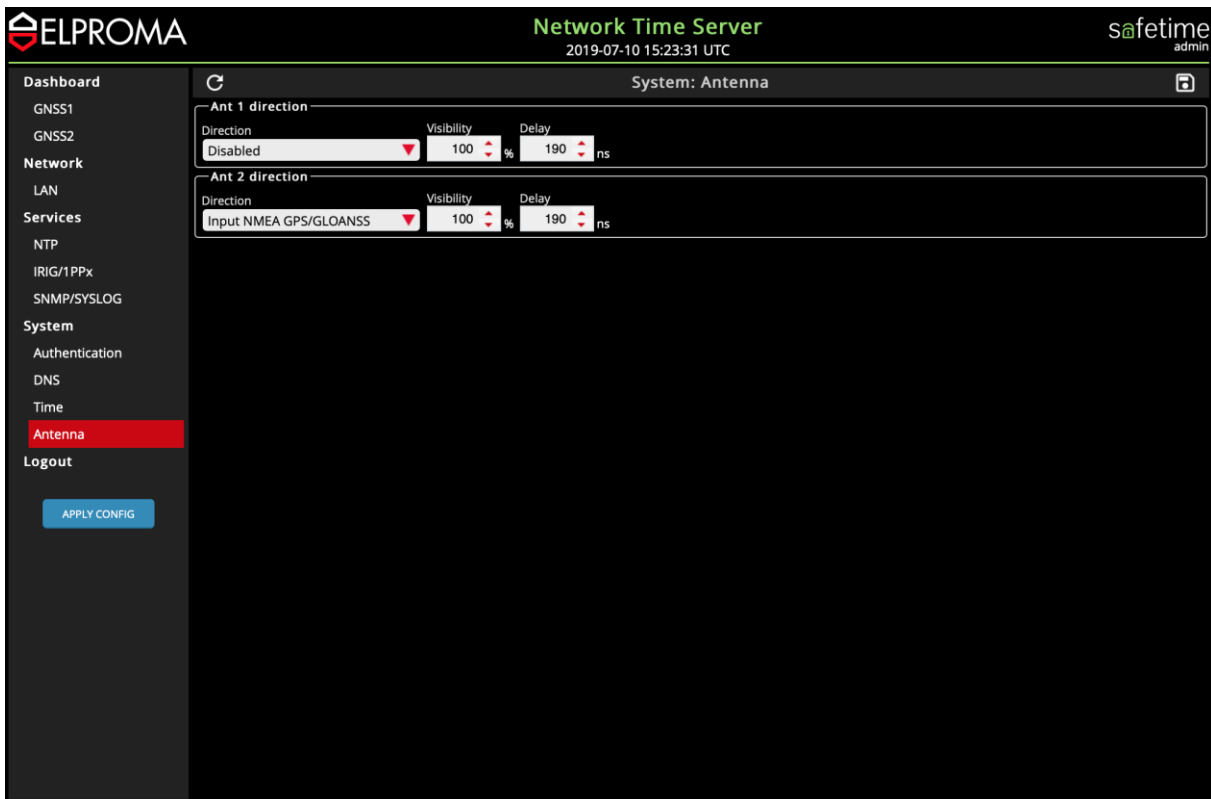 ELPROMA
Network Time Server
2019-07-10 15:23:31 UTC
safetime
admin
Dashboard
GNSS1
GNSS2
Network
LAN
Services
NTP
IRIG/1PPx
SNMP/SYSLOG
System
Authentication
DNS
Time
Antenna
Logout
APPLY CONFIG
System: Antenna
Ant 1 direction
Direction Visibility Delay
Disabled 100 % 190 ns
Ant 2 direction
Direction Visibility Delay
Input NMEA GPS/GLOANSS 100 % 190 ns